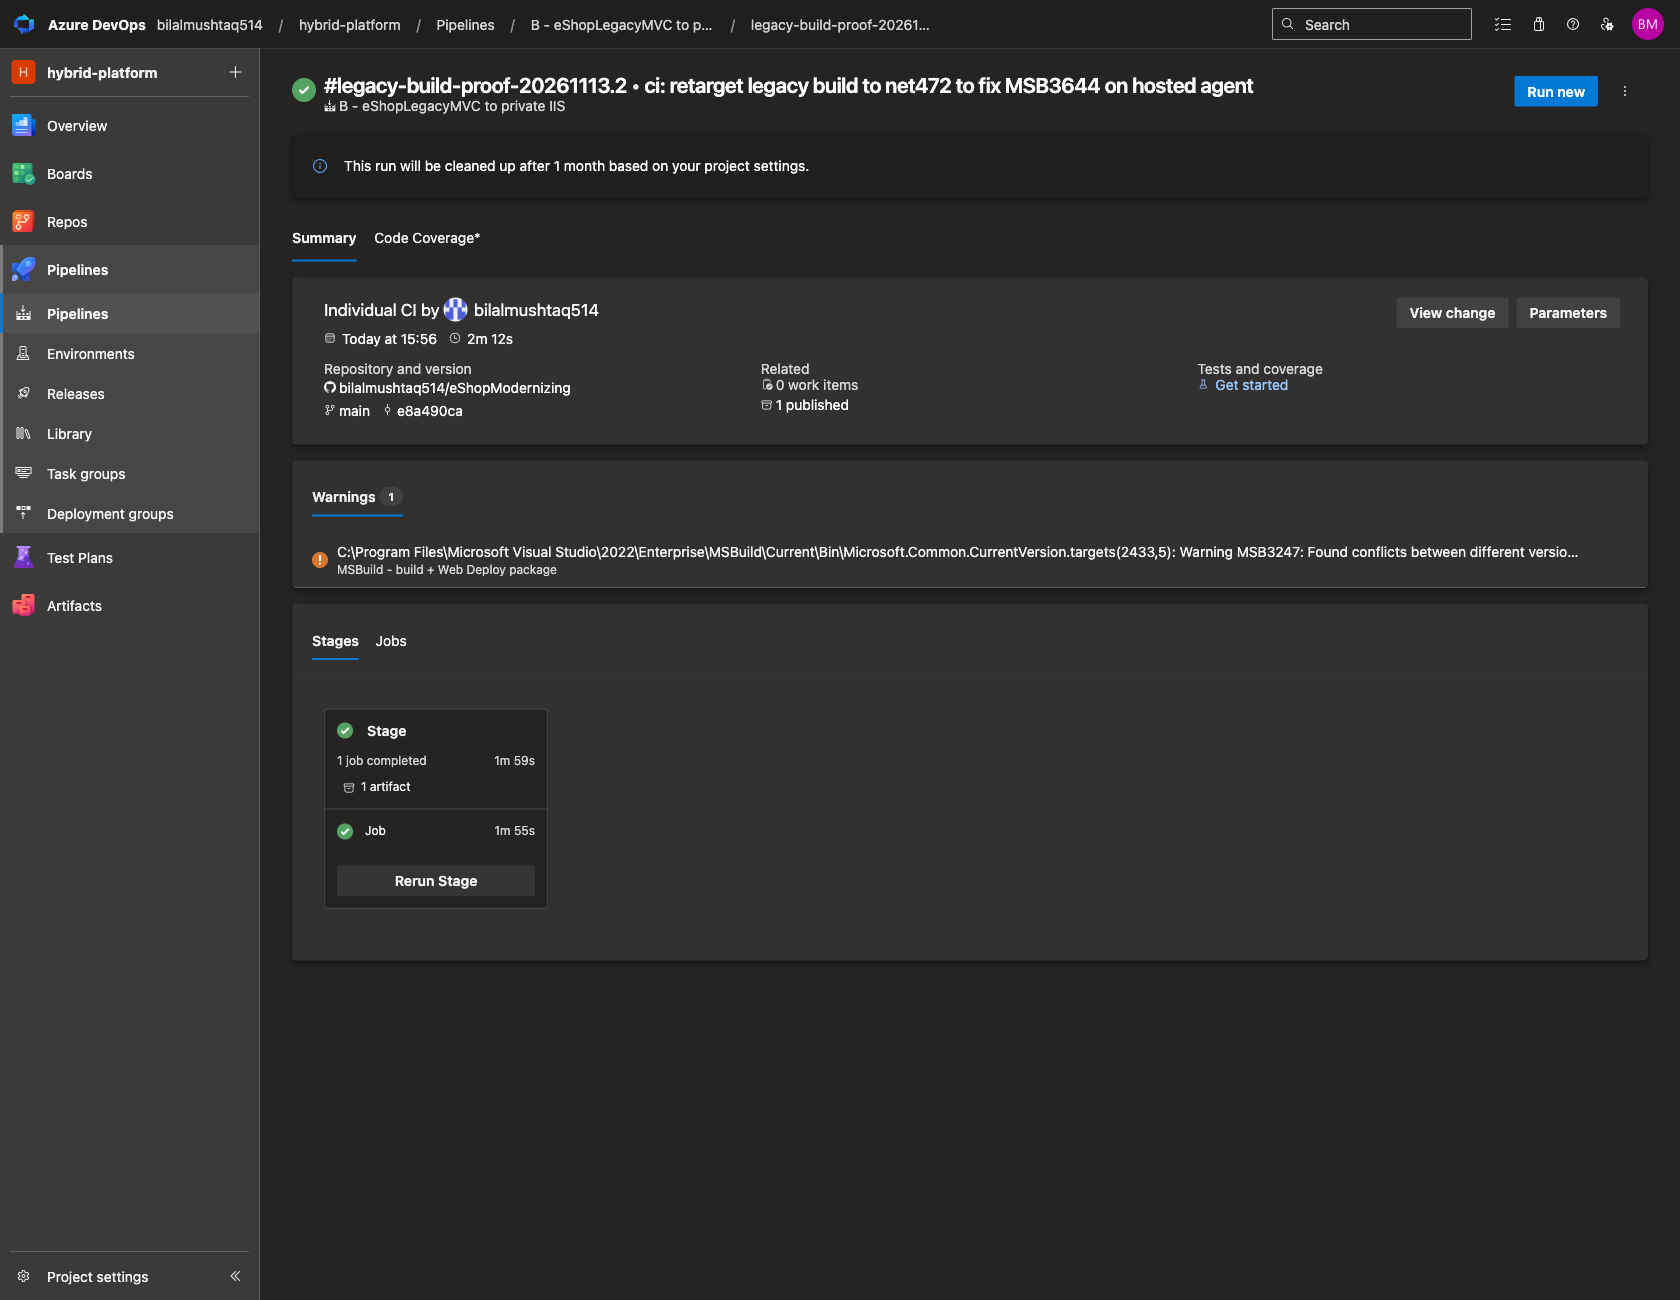 Azure DevOps bilalmushtaq514 / hybrid-platform / Pipelines / B - eShopLegacyMVC to p... / legacy-build-proof-20261...
Search
BM
H hybrid-platform
Overview
Boards
Repos
Pipelines
Pipelines
Environments
Releases
Library
Task groups
Deployment groups
Test Plans
Artifacts
Project settings
#legacy-build-proof-20261113.2 • ci: retarget legacy build to net472 to fix MSB3644 on hosted agent
B - eShopLegacyMVC to private IIS
Run new
This run will be cleaned up after 1 month based on your project settings.
Summary Code Coverage*
Individual CI by bilalmushtaq514
View change Parameters
Today at 15:56 2m 12s
Repository and version
bilalmushtaq514/eShopModernizing
main e8a490ca
Related
0 work items
1 published
Tests and coverage
Get started
Warnings 1
C:\Program Files\Microsoft Visual Studio\2022\Enterprise\MSBuild\Current\Bin\Microsoft.Common.CurrentVersion.targets(2433,5): Warning MSB3247: Found conflicts between different versio...
MSBuild - build + Web Deploy package
Stages Jobs
Stage
1 job completed 1m 59s
1 artifact
Job 1m 55s
Rerun Stage